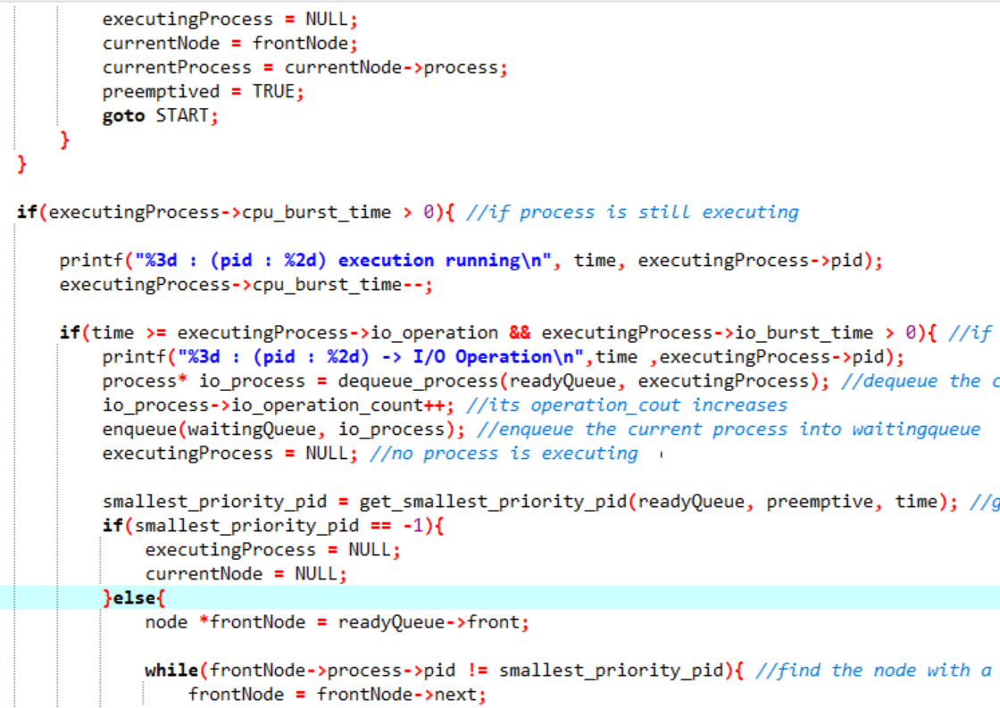 executingProcess = NULL;
currentNode = frontNode;
currentProcess = currentNode->process;
preemptived = TRUE;
goto START;
}
}
if(executingProcess->cpu_burst_time > 0){ //if process is still executing
printf("%3d : (pid : %2d) execution running\n", time, executingProcess->pid);
executingProcess->cpu_burst_time--;
if(time >= executingProcess->io_operation && executingProcess->io_burst_time > 0){ //if
printf("%3d : (pid : %2d) -> I/O Operation\n",time ,executingProcess->pid);
process* io_process = dequeue_process(readyQueue, executingProcess); //dequeue the c
io_process->io_operation_count++; //its operation_cout increases
enqueue(waitingQueue, io_process); //enqueue the current process into waitingqueue
executingProcess = NULL; //no process is executing
smallest_priority_pid = get_smallest_priority_pid(readyQueue, preemptive, time); //g
if(smallest_priority_pid == -1){
executingProcess = NULL;
currentNode = NULL;
}else{
node *frontNode = readyQueue->front;
while(frontNode->process->pid != smallest_priority_pid){ //find the node with a
frontNode = frontNode->next;